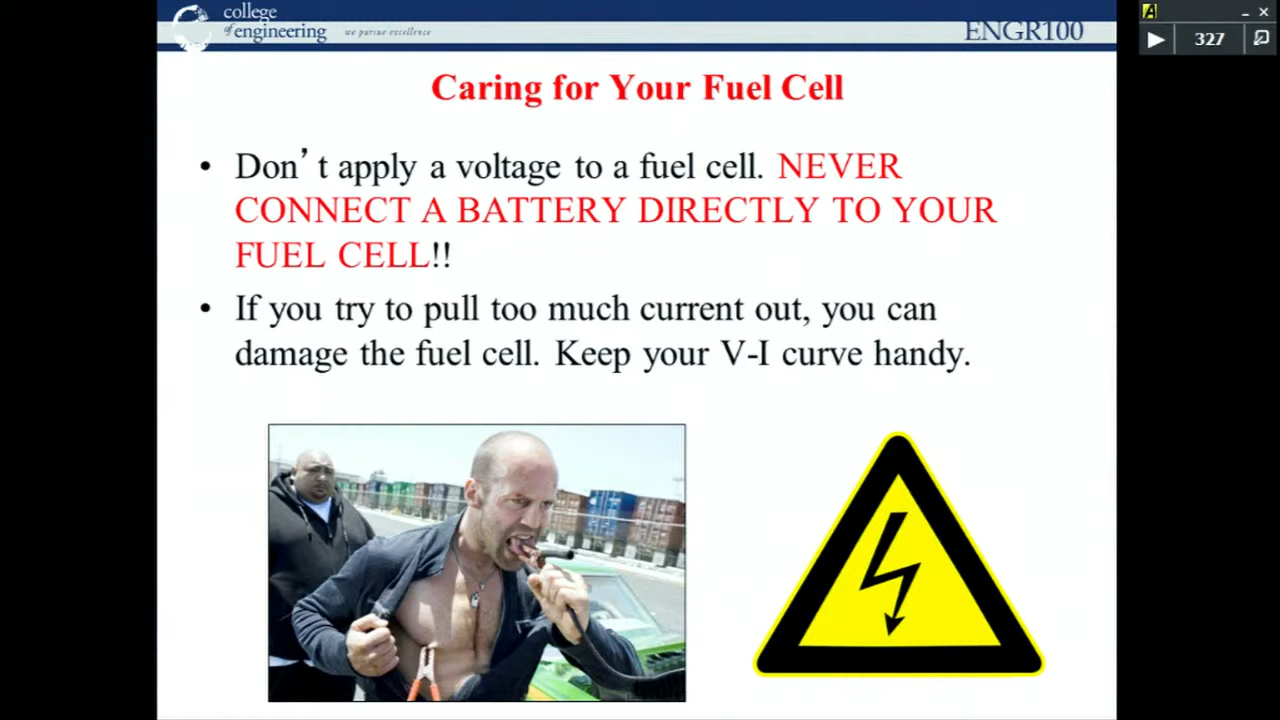 college
of engineering we pursue excellence ENGR100
327
Caring for Your Fuel Cell
• Don’t apply a voltage to a fuel cell. NEVER
CONNECT A BATTERY DIRECTLY TO YOUR
FUEL CELL!!
• If you try to pull too much current out, you can
damage the fuel cell. Keep your V-I curve handy.